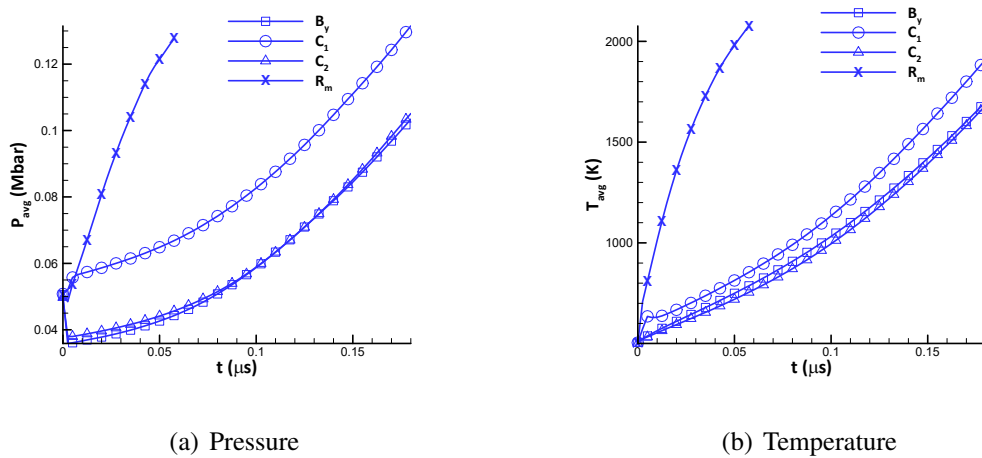 B_y
C_1
C_2
R_m
P_avg (Mbar)
0.12
0.1
0.08
0.06
0.04
0 0.05 0.1 0.15
t (μs)
(a) Pressure
B_y
C_1
C_2
R_m
T_avg (K)
2000
1600
1000
0 0.05 0.1 0.15
t (μs)
(b) Temperature